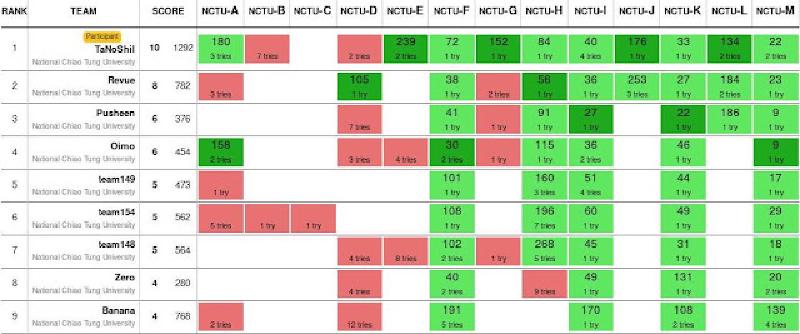 RANK TEAM SCORE NCTU-A NCTU-B NCTU-C NCTU-D NCTU-E NCTU-F NCTU-G NCTU-H NCTU-I NCTU-J NCTU-K NCTU-L NCTU-M
Participant
1 TaNoShiI 10 1292 180 239 72 152 84 40 176 33 134 22
National Chiao Tung University 3 tries 7 tries 2 tries 2 tries 1 try 1 try 1 try 4 tries 1 try 1 try 2 tries 2 tries
2 Revue 8 782 105 38 56 36 253 27 184 23
National Chiao Tung University 3 tries 1 try 1 try 2 tries 1 try 1 try 3 tries 1 try 2 tries 1 try
3 Pusheen 6 376 41 91 27 22 186 9
National Chiao Tung University 7 tries 1 try 1 try 1 try 1 try 1 try 1 try 1 try
4 Oimo 6 454 158 30 115 36 46 9
National Chiao Tung University 2 tries 3 tries 4 tries 2 tries 1 try 1 try 2 tries 1 try 1 try
5 team149 5 473 101 160 51 44 17
National Chiao Tung University 1 try 1 try 3 tries 4 tries 1 try 1 try
6 team154 5 562 108 196 60 49 29
National Chiao Tung University 5 tries 1 try 1 try 1 try 7 tries 1 try 1 try 1 try
7 team148 5 564 102 268 45 31 18
National Chiao Tung University 4 tries 8 tries 2 tries 1 try 5 tries 1 try 1 try 1 try
8 Zero 4 280 40 49 131 20
National Chiao Tung University 4 tries 2 tries 9 tries 1 try 1 try 2 tries
9 Banana 4 768 191 170 108 139
National Chiao Tung University 2 tries 12 tries 5 tries 1 try 2 tries 4 tries